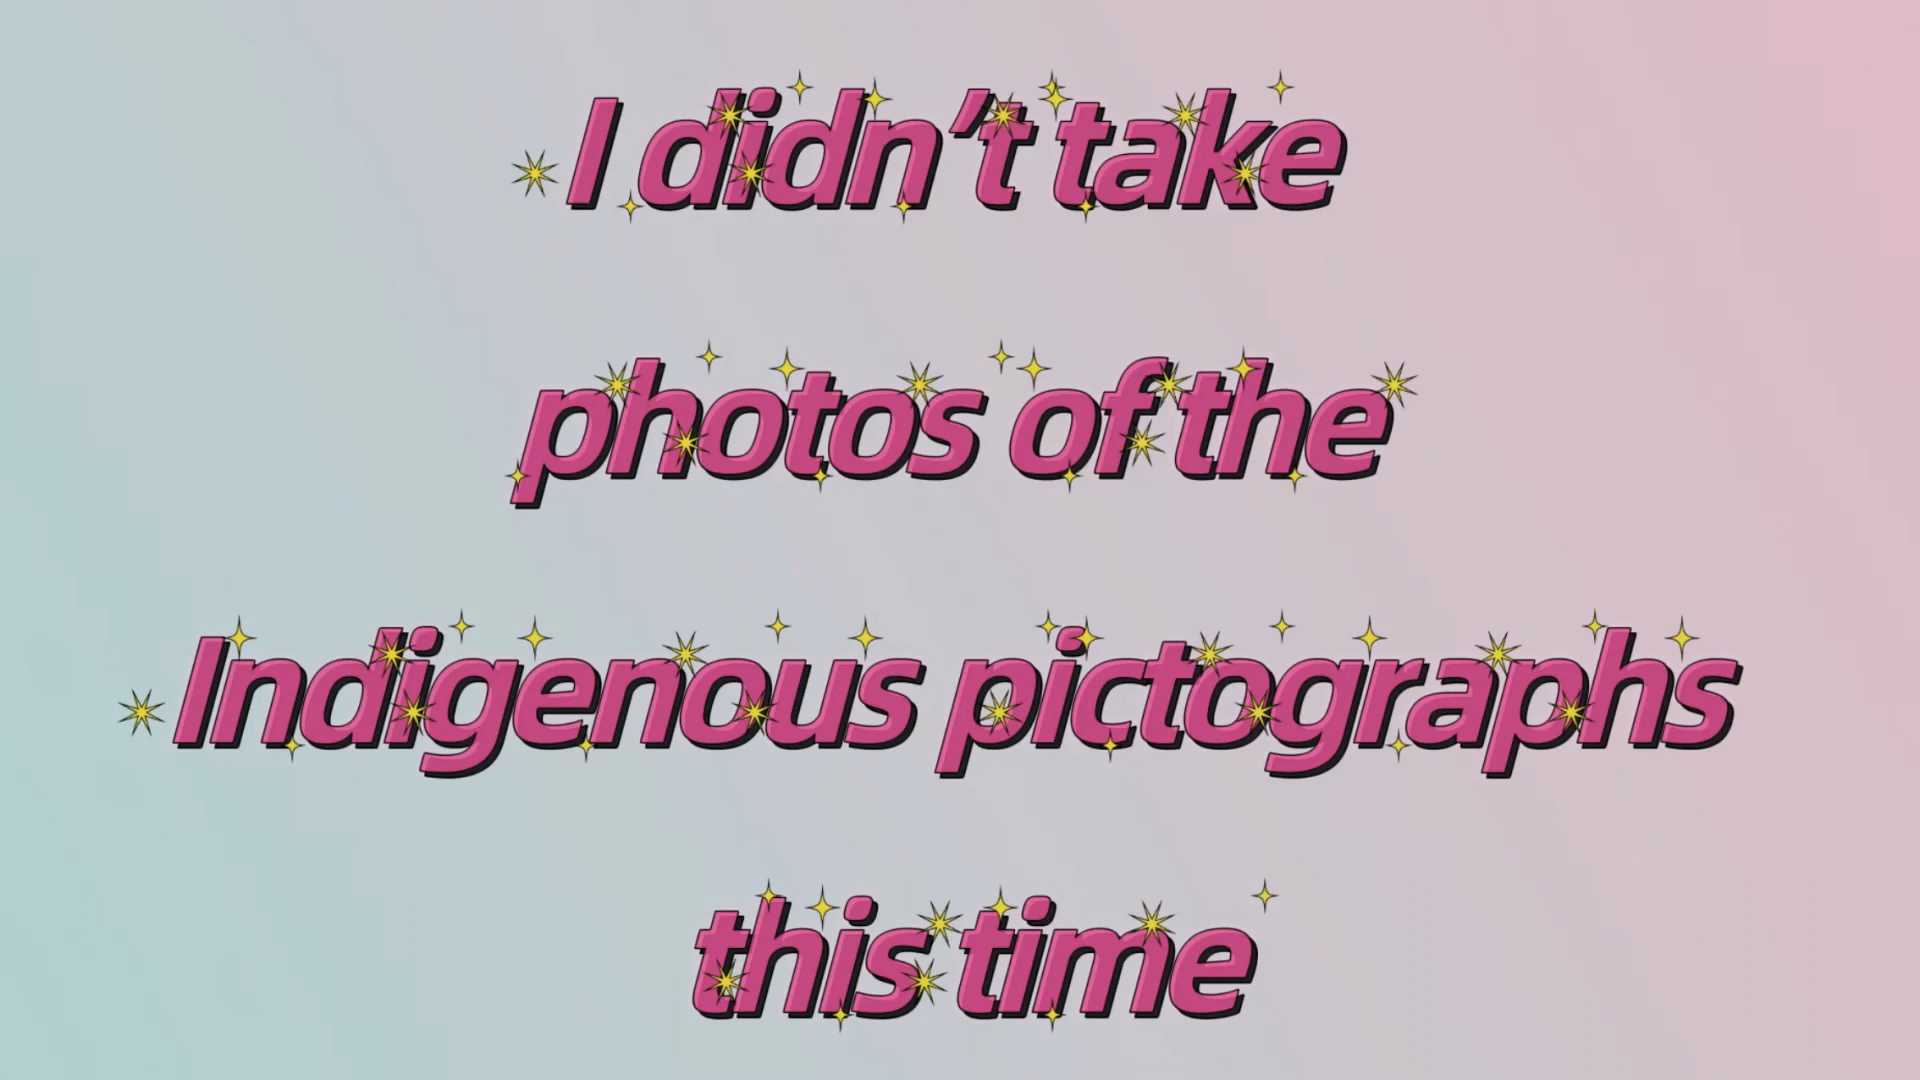 I didn’t take
photos of the
Indigenous pictographs
this time